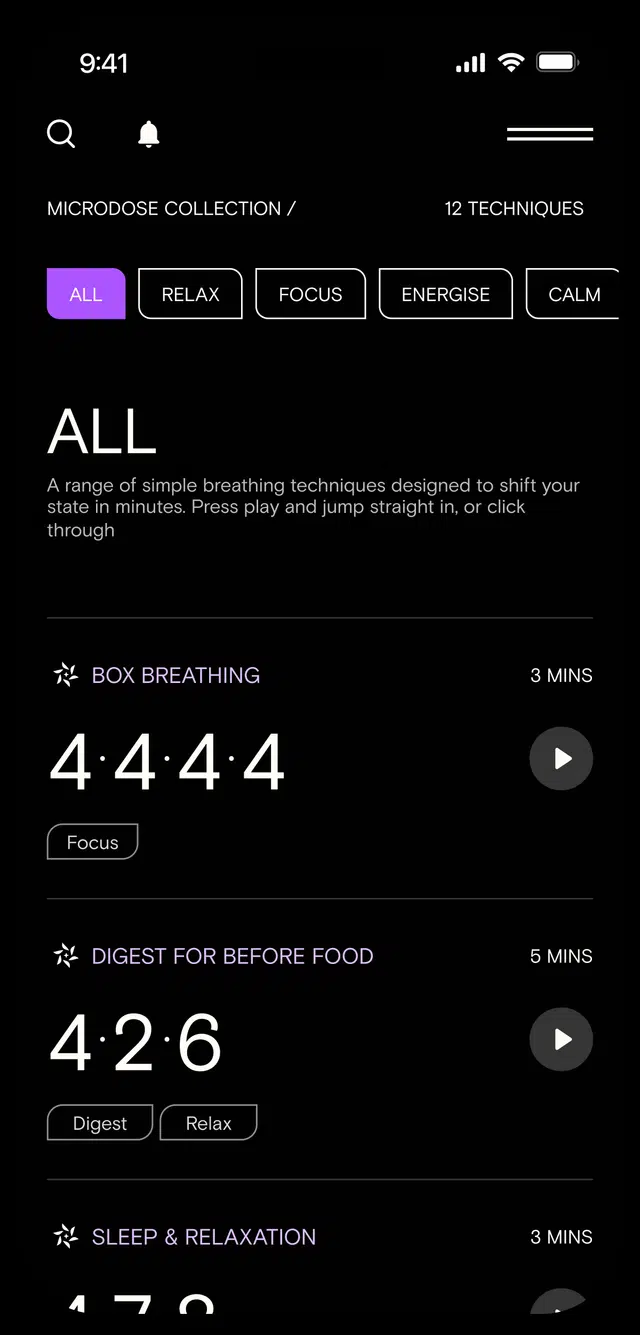 9:41
MICRODOSE COLLECTION /
12 TECHNIQUES
ALL
RELAX
FOCUS
ENERGISE
CALM
ALL
A range of simple breathing techniques designed to shift your
state in minutes. Press play and jump straight in, or click
through
BOX BREATHING
3 MINS
4·4·4·4
Focus
DIGEST FOR BEFORE FOOD
5 MINS
4·2·6
Digest
Relax
SLEEP & RELAXATION
3 MINS